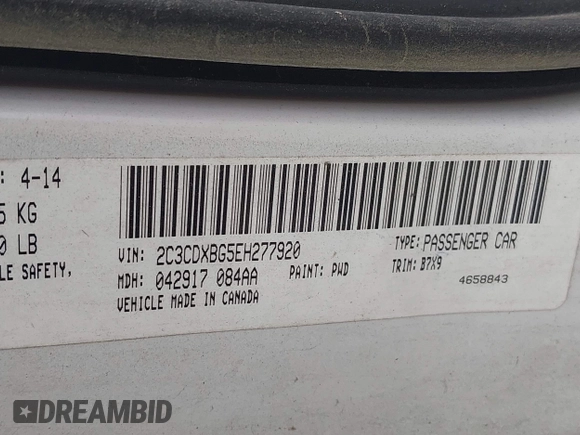 : 4-14
5 KG
0 LB
LE SAFETY,
VIN: 2C3CDXBG5EH277920
TYPE: PASSENGER CAR
MDH: 042917 084AA
PAINT: PWD
TRIM: B7X9
VEHICLE MADE IN CANADA
4658843
DREAMBID